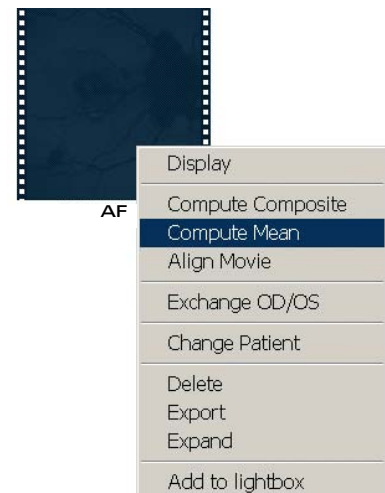 AF
Display
Compute Composite
Compute Mean
Align Movie
Exchange OD/OS
Change Patient
Delete
Export
Expand
Add to lightbox